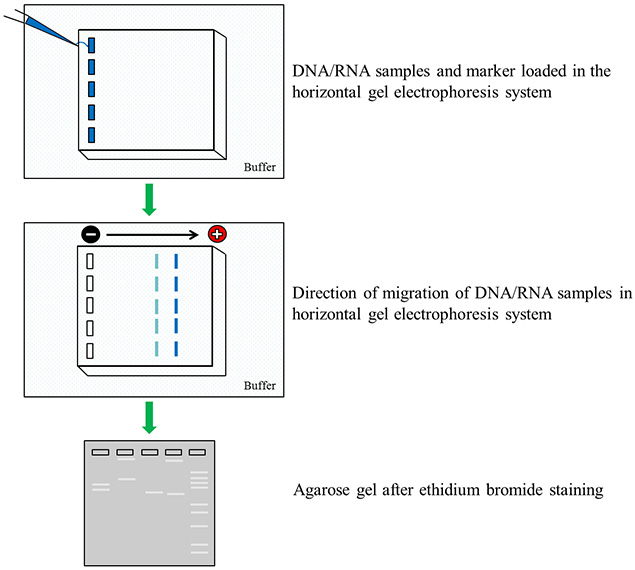 DNA/RNA samples and marker loaded in the
horizontal gel electrophoresis system
Buffer
Direction of migration of DNA/RNA samples in
horizontal gel electrophoresis system
Buffer
Agarose gel after ethidium bromide staining